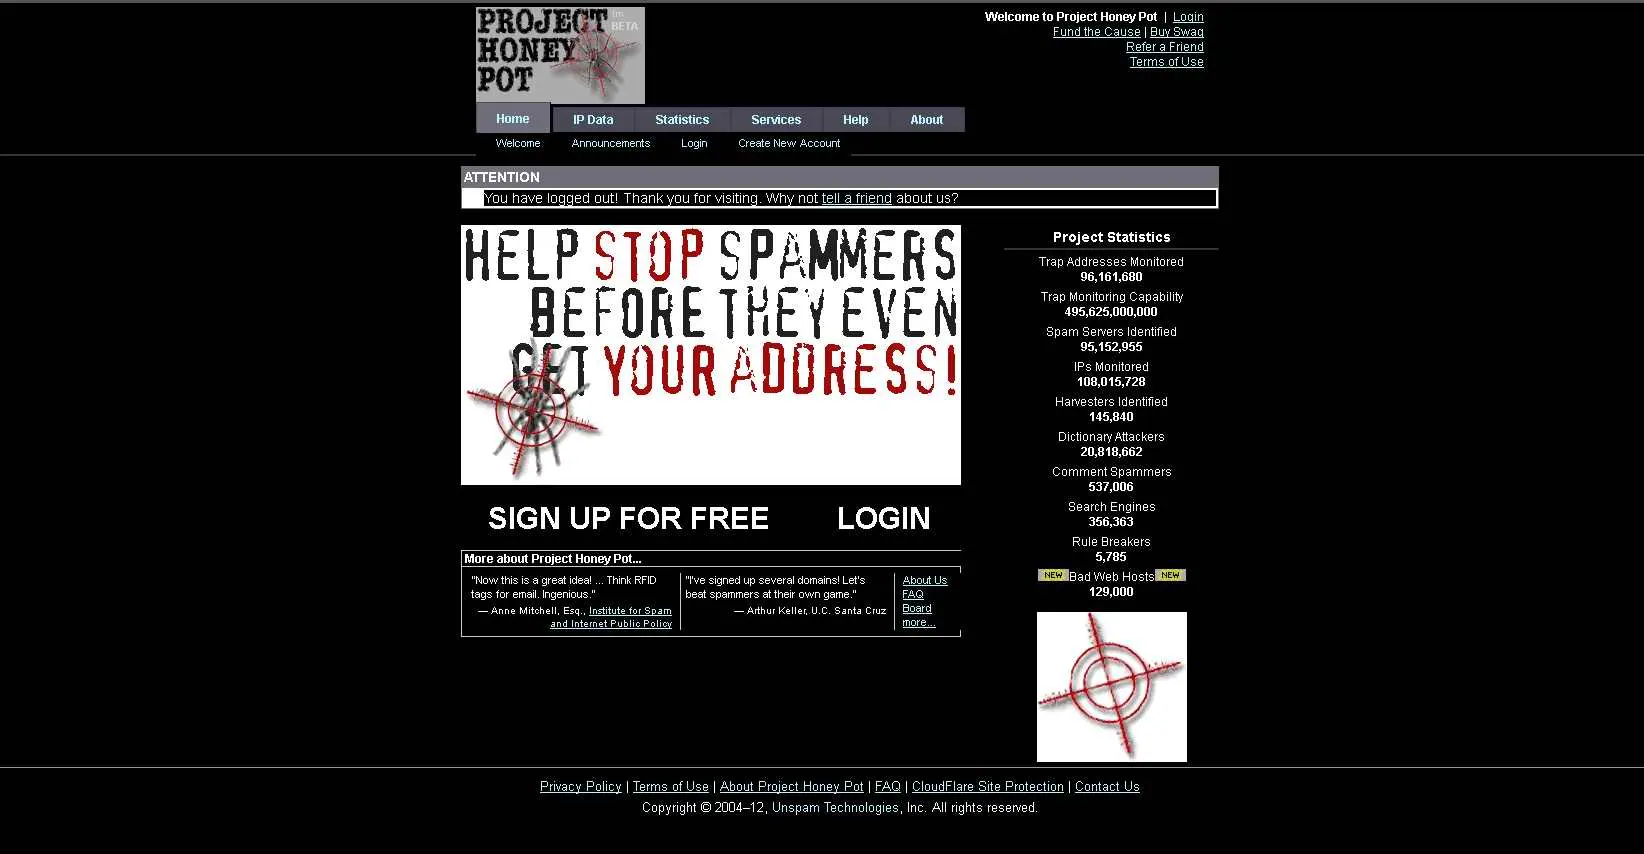 PROJECT tm
BETA
HONEY
POT
Welcome to Project Honey Pot | Login
Fund the Cause | Buy Swag
Refer a Friend
Terms of Use
Home IP Data Statistics Services Help About
Welcome Announcements Login Create New Account
ATTENTION
You have logged out! Thank you for visiting. Why not tell a friend about us?
HELP STOP SPAMMERS
BEFORE THEY EVEN
GET YOUR ADDRESS!
SIGN UP FOR FREE LOGIN
More about Project Honey Pot...
"Now this is a great idea! ... Think RFID
tags for email. Ingenious."
— Anne Mitchell, Esq., Institute for Spam
and Internet Public Policy
"I've signed up several domains! Let's
beat spammers at their own game."
— Arthur Keller, U.C. Santa Cruz
About Us
FAQ
Board
more...
Project Statistics
Trap Addresses Monitored
96,161,680
Trap Monitoring Capability
495,625,000,000
Spam Servers Identified
95,152,955
IPs Monitored
108,015,728
Harvesters Identified
145,840
Dictionary Attackers
20,818,662
Comment Spammers
537,006
Search Engines
356,363
Rule Breakers
5,785
NEW Bad Web Hosts NEW
129,000
Privacy Policy | Terms of Use | About Project Honey Pot | FAQ | CloudFlare Site Protection | Contact Us
Copyright © 2004–12, Unspam Technologies, Inc. All rights reserved.